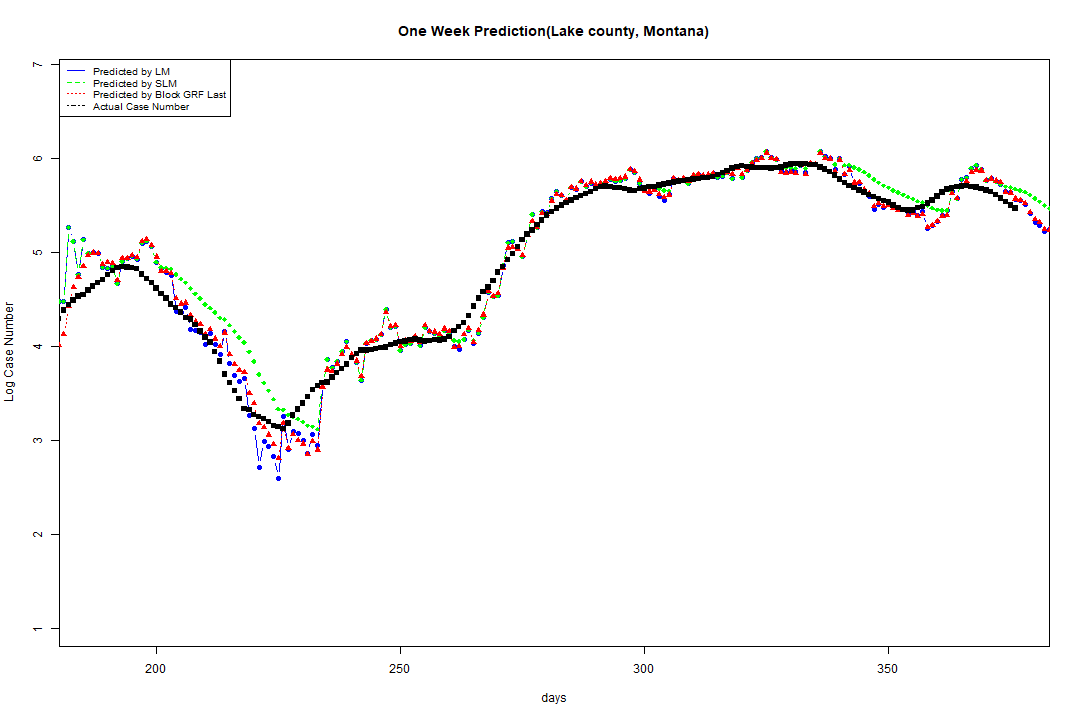 One Week Prediction(Lake county, Montana)
Predicted by LM
Predicted by SLM
Predicted by Block GRF Last
Actual Case Number
7
6
5
4
3
2
1
Log Case Number
200
250
300
350
days